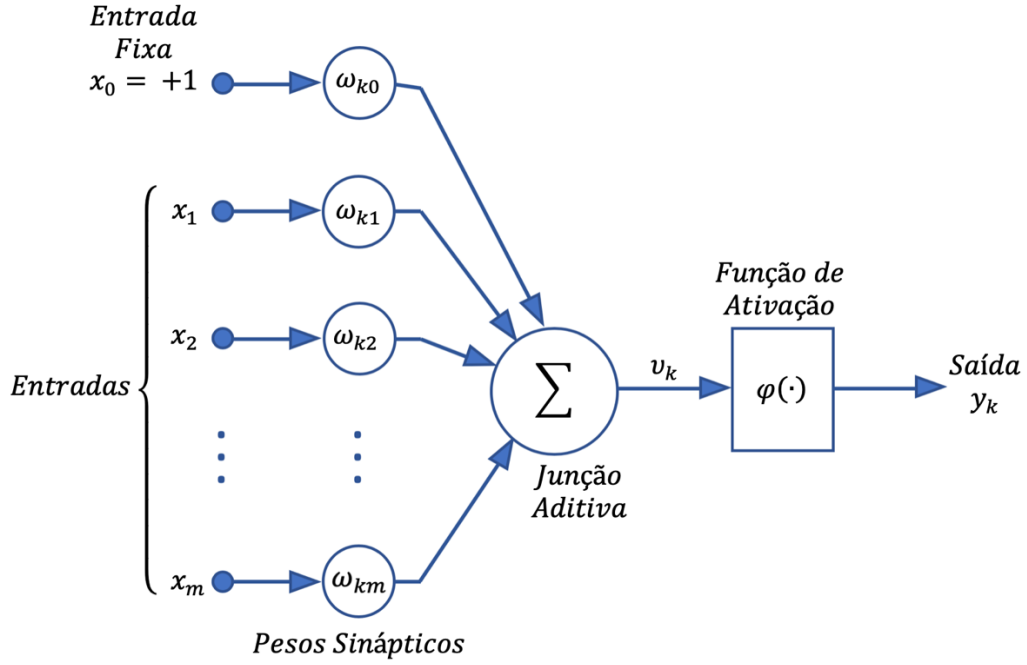 Entrada
Fixa
x₀ = +1
ω_k0
x₁
ω_k1
x₂
ω_k2
Entradas
Função de
Ativação
∑
υ_k
φ(·)
Saída
y_k
Junção
Aditiva
x_m
ω_km
Pesos Sinápticos